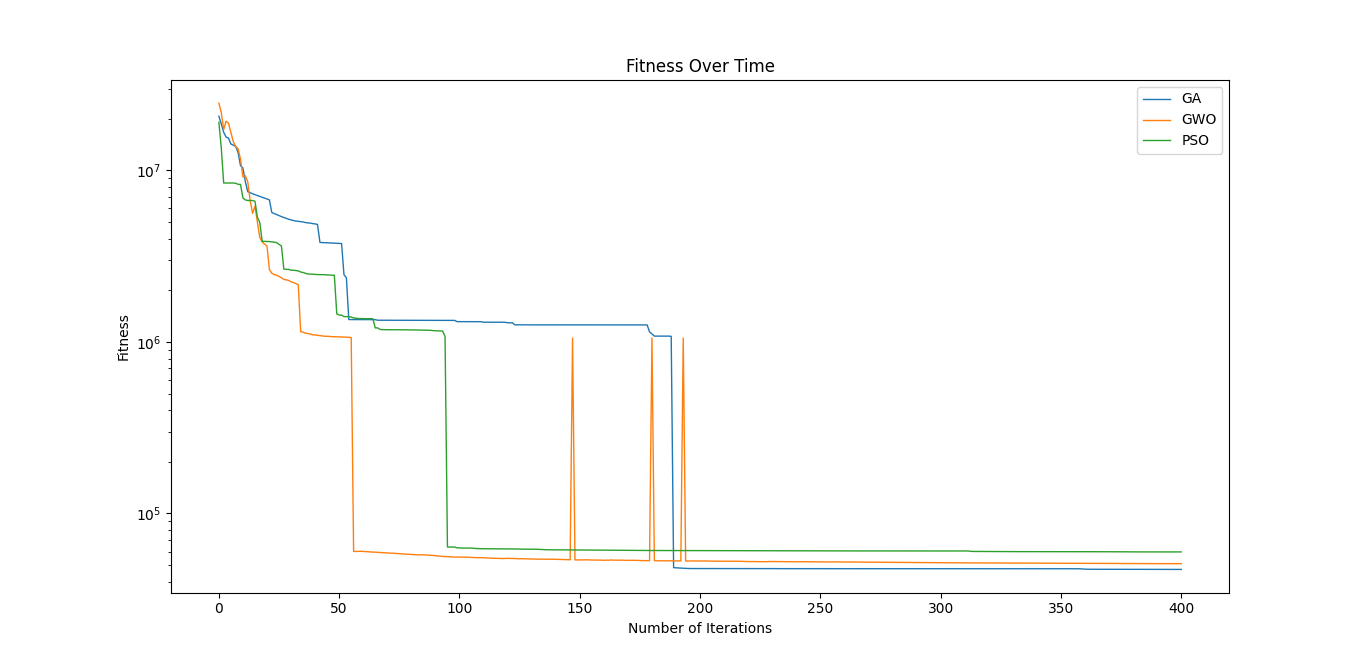 Fitness Over Time
GA
GWO
PSO
Fitness
10⁷
10⁶
10⁵
0 50 100 150 200 250 300 350 400
Number of Iterations